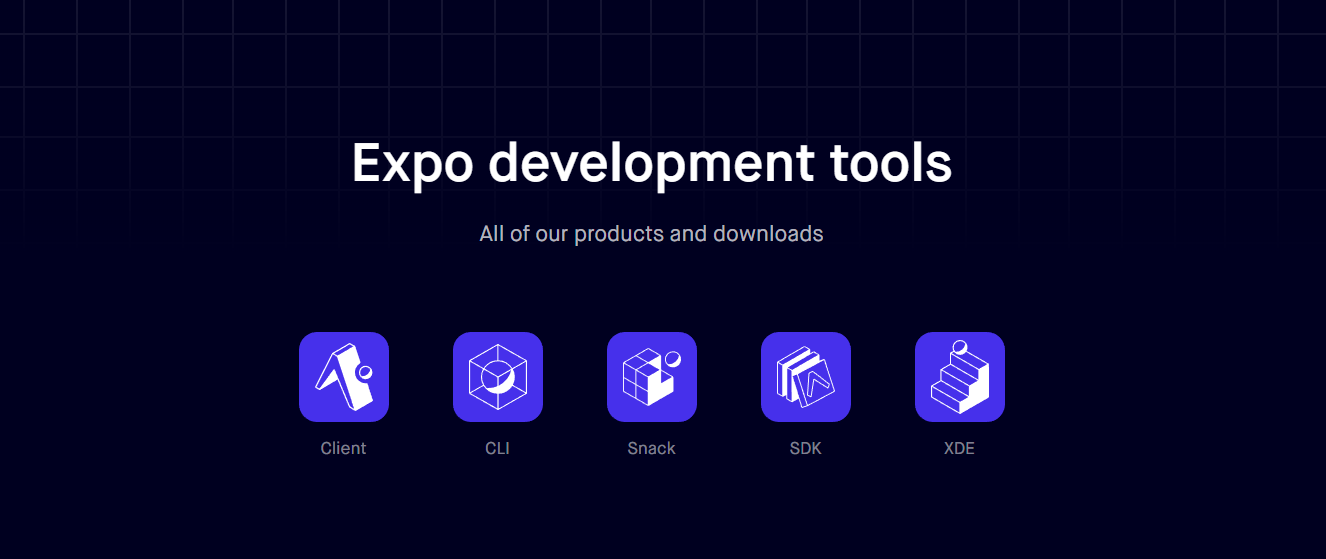 Expo development tools
All of our products and downloads
Client
CLI
Snack
SDK
XDE